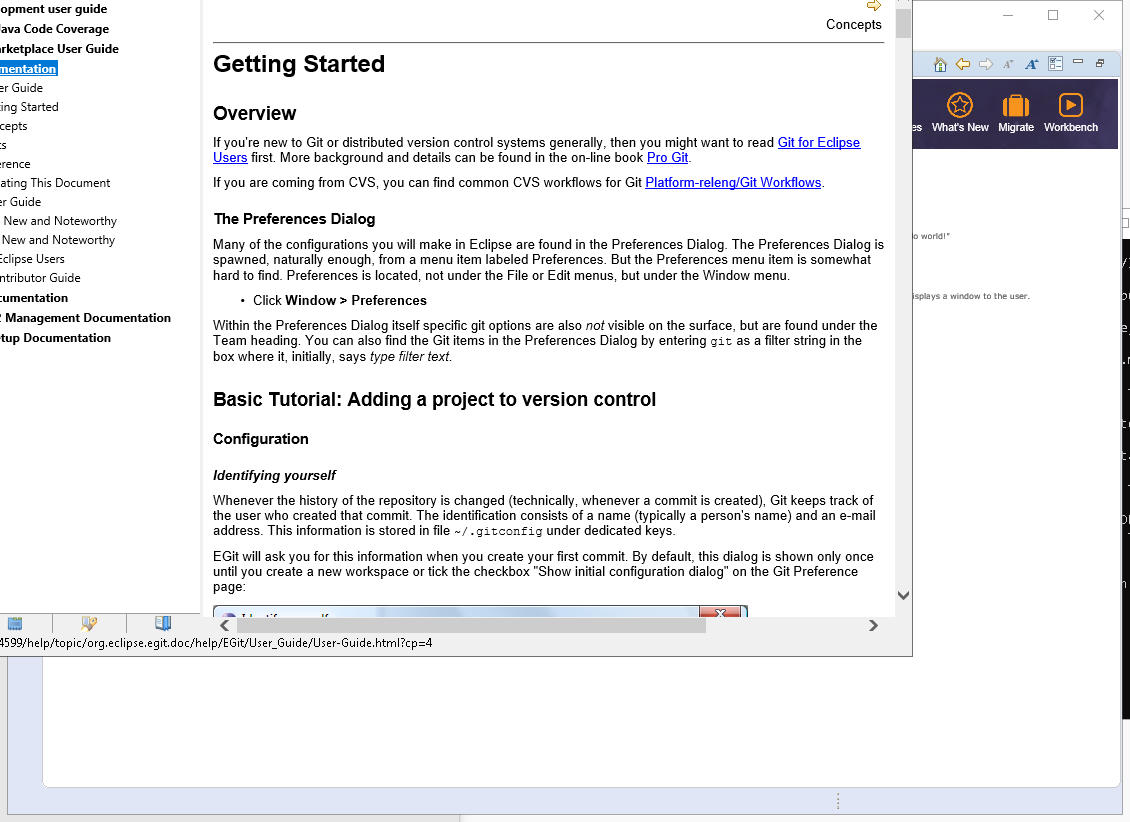 opment user guide
Java Code Coverage
arketplace User Guide
mentation
er Guide
ting Started
cepts
ts
erence
ating This Document
er Guide
New and Noteworthy
New and Noteworthy
Eclipse Users
ntributor Guide
cumentation
2 Management Documentation
tup Documentation
Concepts
Getting Started
Overview
If you're new to EGit or distributed version control systems generally, then you might want to read Git for Eclipse
Users first. More background and details can be found in the on-line book Pro Git.
If you are coming from CVS, you can find common CVS workflows for Git Platform-releng/Git Workflows.
The Preferences Dialog
Many of the configurations you will make in Eclipse are found in the Preferences Dialog. The Preferences Dialog is
spawned, naturally enough, from a menu item labeled Preferences. But the Preferences menu item is somewhat
hard to find. Preferences is located, not under the File or Edit menus, but under the Window menu.
• Click Window > Preferences
Within the Preferences Dialog itself specific git options are also not visible on the surface, but are found under the
Team heading. You can also find the Git items in the Preferences Dialog by entering git as a filter string in the
box where it, initially, says type filter text.
Basic Tutorial: Adding a project to version control
Configuration
Identifying yourself
Whenever the history of the repository is changed (technically, whenever a commit is created), Git keeps track of
the user who created that commit. The identification consists of a name (typically a person's name) and an e-mail
address. This information is stored in file ~/.gitconfig under dedicated keys.
EGit will ask you for this information when you create your first commit. By default, this dialog is shown only once
until you create a new workspace or tick the checkbox "Show initial configuration dialog" on the Git Preference
page:
4599/help/topic/org.eclipse.egit.doc/help/EGit/User_Guide/User-Guide.html?cp=4
es What's New Migrate Workbench
o world!"
isplays a window to the user.